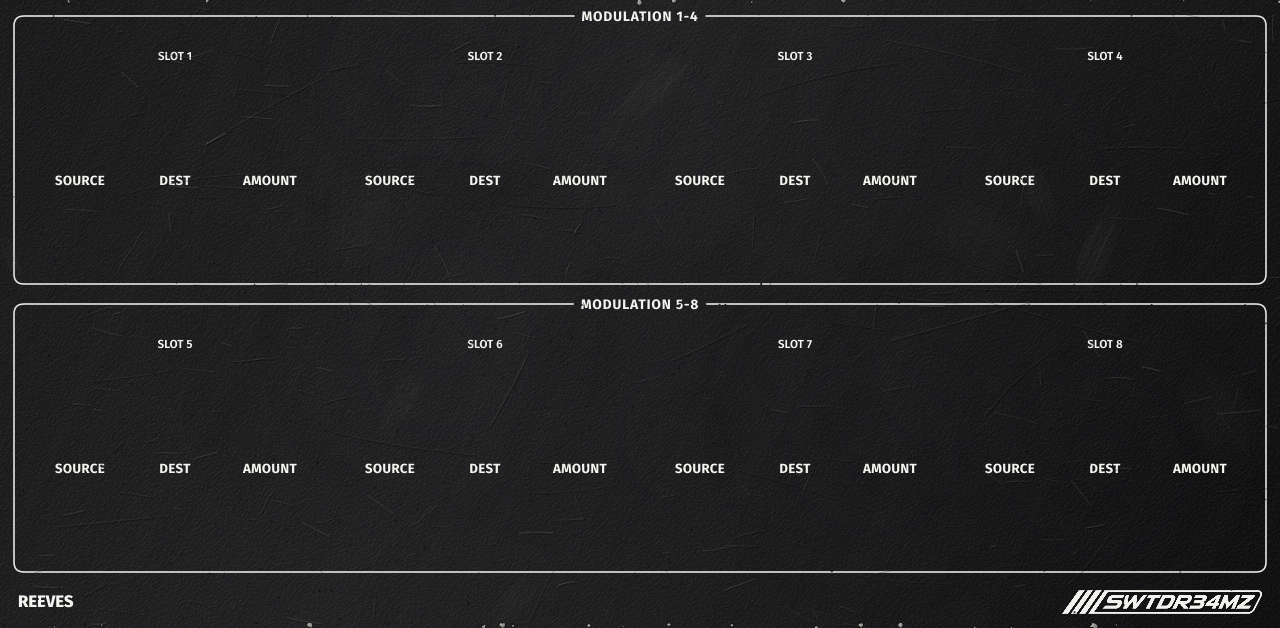 MODULATION 1-4
SLOT 1 SLOT 2 SLOT 3 SLOT 4
SOURCE DEST AMOUNT SOURCE DEST AMOUNT SOURCE DEST AMOUNT SOURCE DEST AMOUNT
MODULATION 5-8
SLOT 5 SLOT 6 SLOT 7 SLOT 8
SOURCE DEST AMOUNT SOURCE DEST AMOUNT SOURCE DEST AMOUNT SOURCE DEST AMOUNT
REEVES SWTDR34MZ